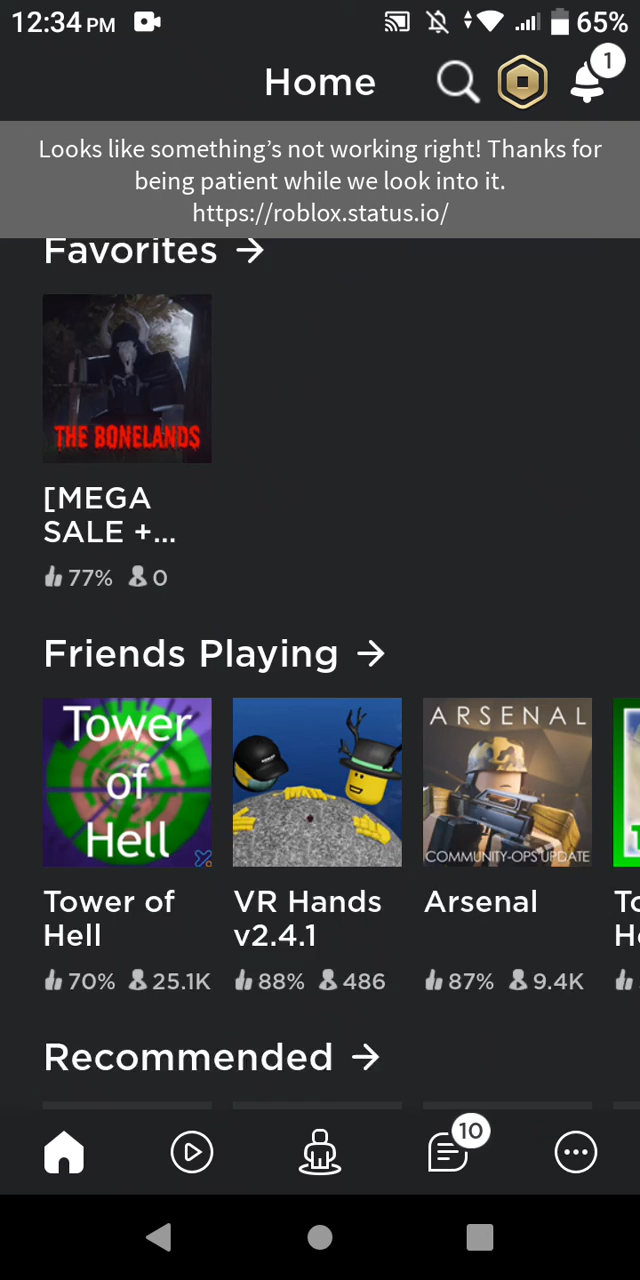 12:34 PM
65%
Home
1
Looks like something's not working right! Thanks for
being patient while we look into it.
https://roblox.status.io/
Favorites
THE BONELANDS
[MEGA
SALE +...
77% 0
Friends Playing
Tower
of
Hell
ARSENAL
COMMUNITY-OPS UPDATE
Tower of
Hell
VR Hands
v2.4.1
Arsenal
To
He
70% 25.1K
88% 486
87% 9.4K
Recommended
10